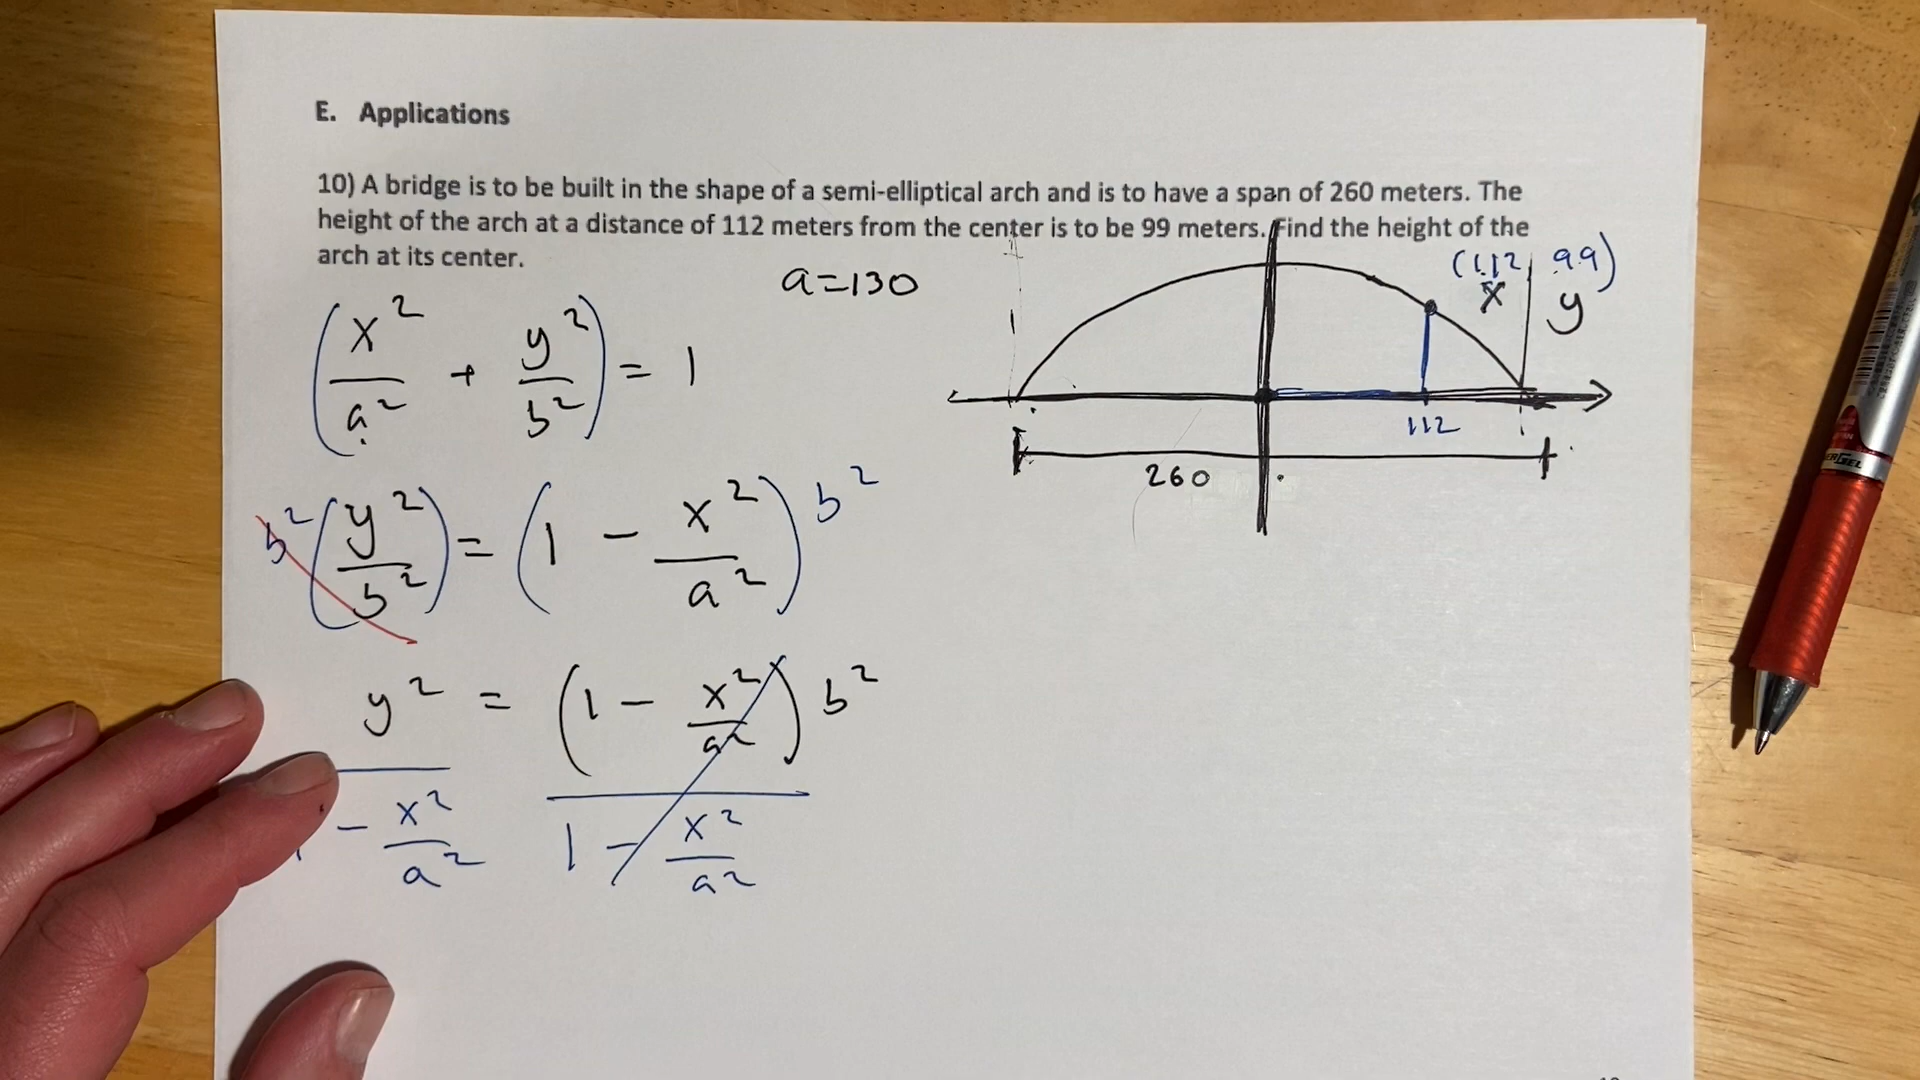 E. Applications
10) A bridge is to be built in the shape of a semi-elliptical arch and is to have a span of 260 meters. The
height of the arch at a distance of 112 meters from the center is to be 99 meters. Find the height of the
arch at its center.
a=130
(112, 99)
x y
(x²/a² + y²/b²) = 1
112
260
b²(y²/b²) = (1 - x²/a²) b²
y² = (1 - x²/a²) b²
- x²/a² 1 - x²/a²